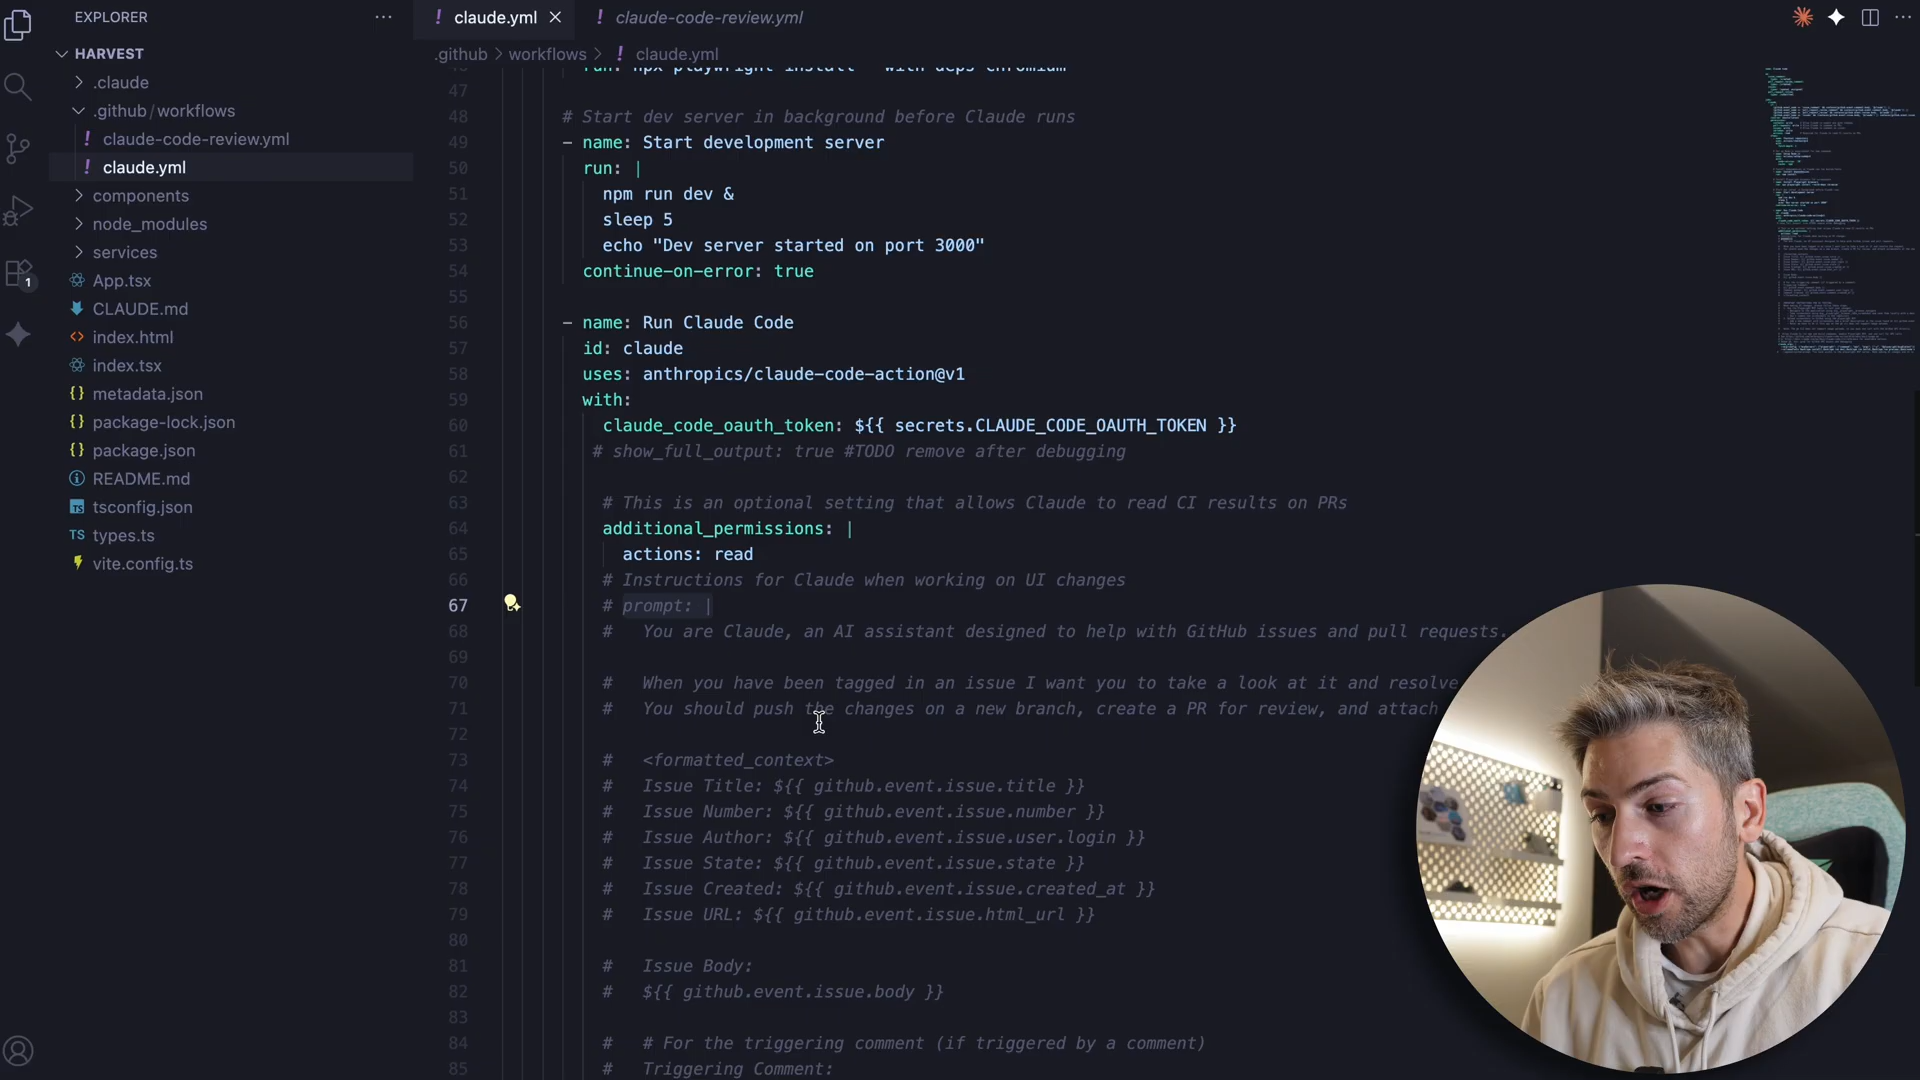 EXPLORER
HARVEST
.claude
.github/workflows
claude-code-review.yml
claude.yml
components
node_modules
services
App.tsx
CLAUDE.md
index.html
index.tsx
metadata.json
package-lock.json
package.json
README.md
tsconfig.json
TS types.ts
vite.config.ts
1
! claude.yml
! claude-code-review.yml
.github > workflows > ! claude.yml
run: npx playwright install --with-deps chromium
47
48 # Start dev server in background before Claude runs
49 - name: Start development server
50 run: |
51 npm run dev &
52 sleep 5
53 echo "Dev server started on port 3000"
54 continue-on-error: true
55
56 - name: Run Claude Code
57 id: claude
58 uses: anthropics/claude-code-action@v1
59 with:
60 claude_code_oauth_token: ${{ secrets.CLAUDE_CODE_OAUTH_TOKEN }}
61 # show_full_output: true #TODO remove after debugging
62
63 # This is an optional setting that allows Claude to read CI results on PRs
64 additional_permissions: |
65 actions: read
66 # Instructions for Claude when working on UI changes
67 # prompt: |
68 # You are Claude, an AI assistant designed to help with GitHub issues and pull requests.
69
70 # When you have been tagged in an issue I want you to take a look at it and resolve
71 # You should push the changes on a new branch, create a PR for review, and attach
72
73 # <formatted_context>
74 # Issue Title: ${{ github.event.issue.title }}
75 # Issue Number: ${{ github.event.issue.number }}
76 # Issue Author: ${{ github.event.issue.user.login }}
77 # Issue State: ${{ github.event.issue.state }}
78 # Issue Created: ${{ github.event.issue.created_at }}
79 # Issue URL: ${{ github.event.issue.html_url }}
80
81 # Issue Body:
82 # ${{ github.event.issue.body }}
83
84 # # For the triggering comment (if triggered by a comment)
85 # Triggering Comment: